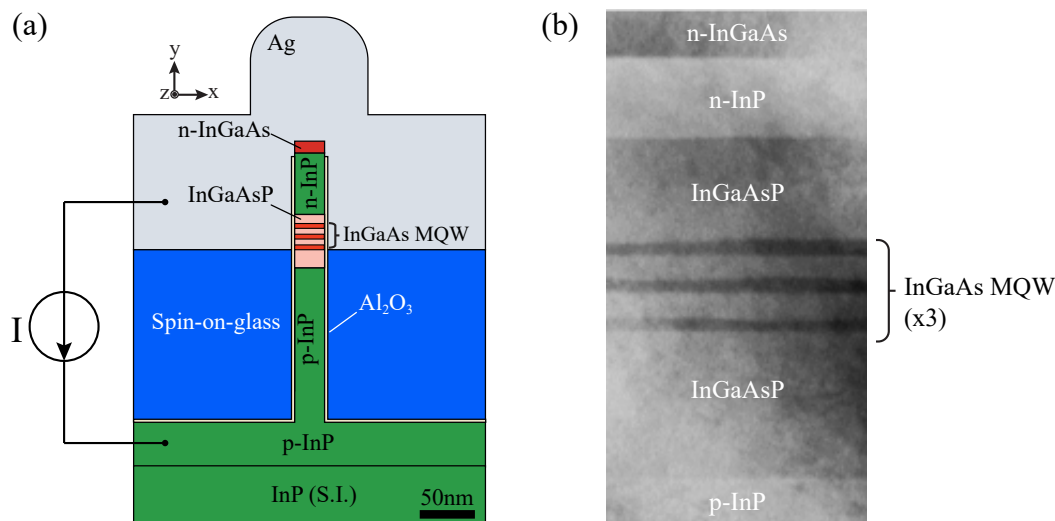 (a)
Ag
y
z
x
n-InGaAs
n-InP
InGaAsP
InGaAs MQW
Spin-on-glass
Al₂O₃
I
p-InP
p-InP
InP (S.I.)
50nm
(b)
n-InGaAs
n-InP
InGaAsP
InGaAs MQW
(x3)
InGaAsP
p-InP